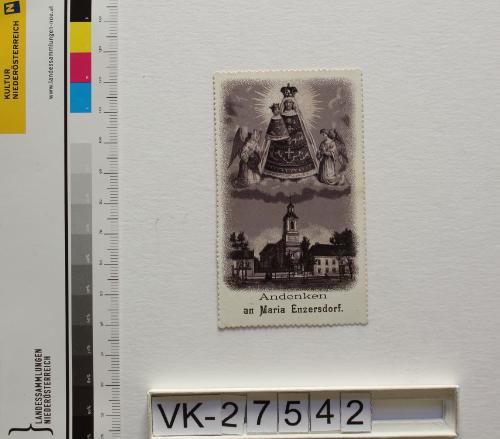 KULTUR
NIEDERÖSTERREICH
www.landessammlungen-noe.at
Andenken
an Maria Enzersdorf.
LANDESSAMMLUNGEN
NIEDERÖSTERREICH
VK-27542